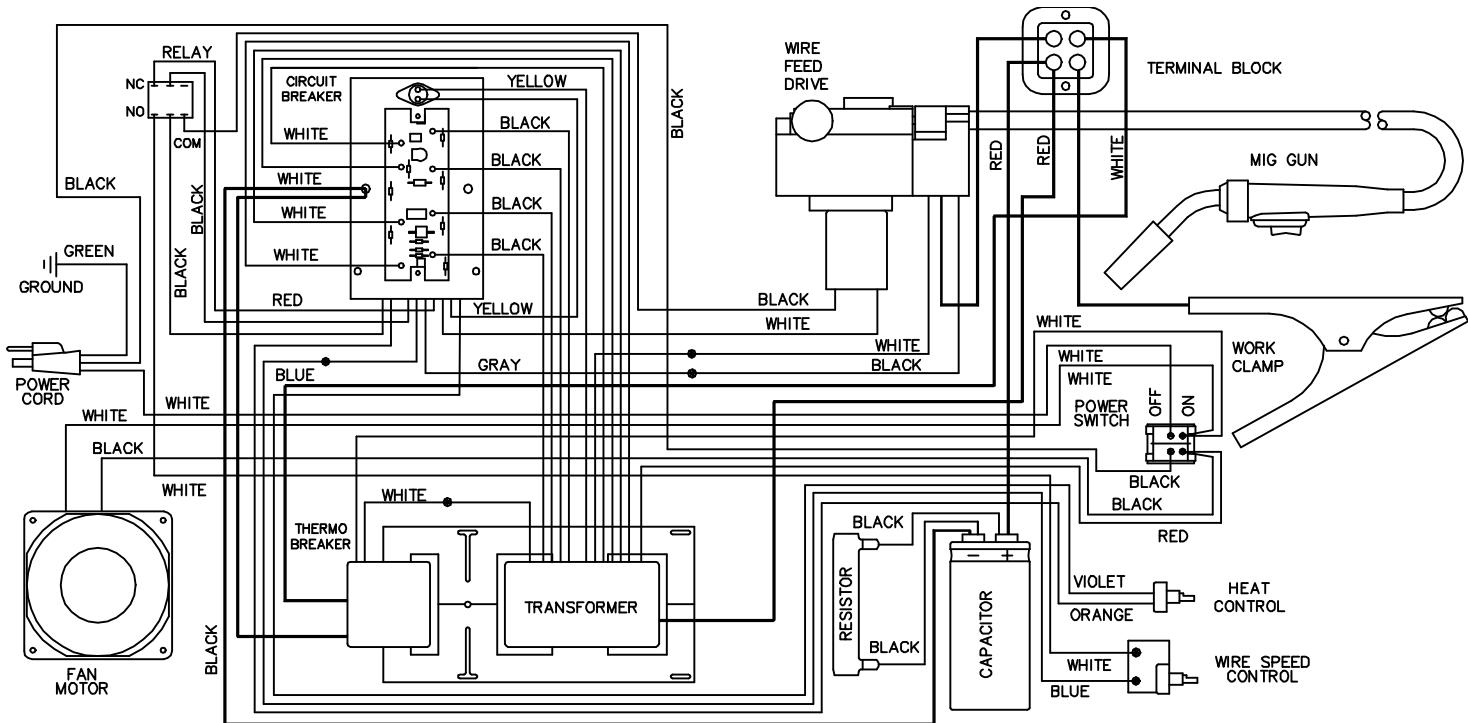 RELAY
NC
NO
COM
CIRCUIT
BREAKER
YELLOW
WHITE
BLACK
BLACK
WHITE
BLACK
WHITE
BLACK
WHITE
YELLOW
RED
BLACK
BLACK
BLACK
GREEN
GROUND
POWER
CORD
WIRE
FEED
DRIVE
BLACK
TERMINAL BLOCK
RED
RED
WHITE
MIG GUN
BLACK
WHITE
WHITE
BLACK
BLUE
GRAY
WHITE
WHITE
WHITE
WORK
CLAMP
POWER
SWITCH
OFF
ON
WHITE
WHITE
BLACK
WHITE
BLACK
BLACK
RED
WHITE
THERMO
BREAKER
TRANSFORMER
BLACK
RESISTOR
BLACK
BLACK
− +
CAPACITOR
VIOLET
ORANGE
HEAT
CONTROL
WHITE
BLUE
WIRE SPEED
CONTROL
FAN
MOTOR